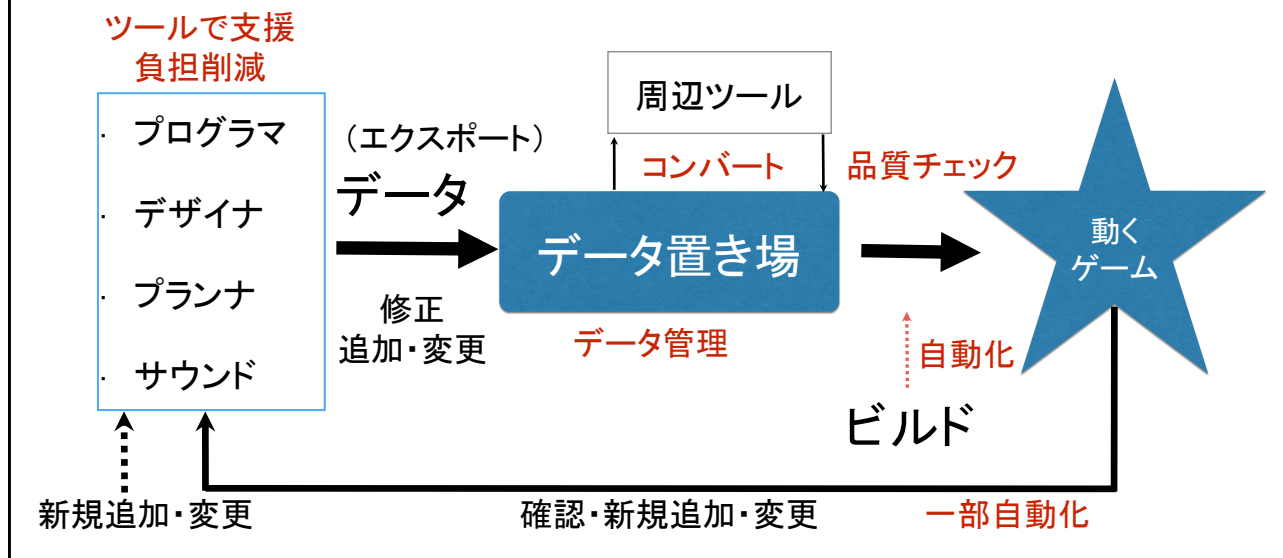 ツールで支援
負担削減
・ プログラマ
・ デザイナ
・ プランナ
・ サウンド
（エクスポート）
データ
修正
追加・変更
周辺ツール
コンバート
品質チェック
データ置き場
データ管理
動く
ゲーム
自動化
ビルド
新規追加・変更
確認・新規追加・変更
一部自動化